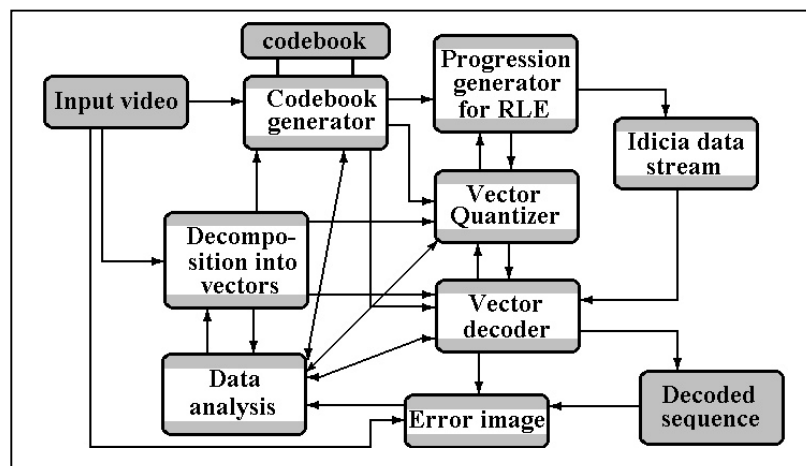 codebook
Input video
Codebook
generator
Progression
generator
for RLE
Idicia data
stream
Vector
Quantizer
Decompo-
sition into
vectors
Vector
decoder
Data
analysis
Error image
Decoded
sequence